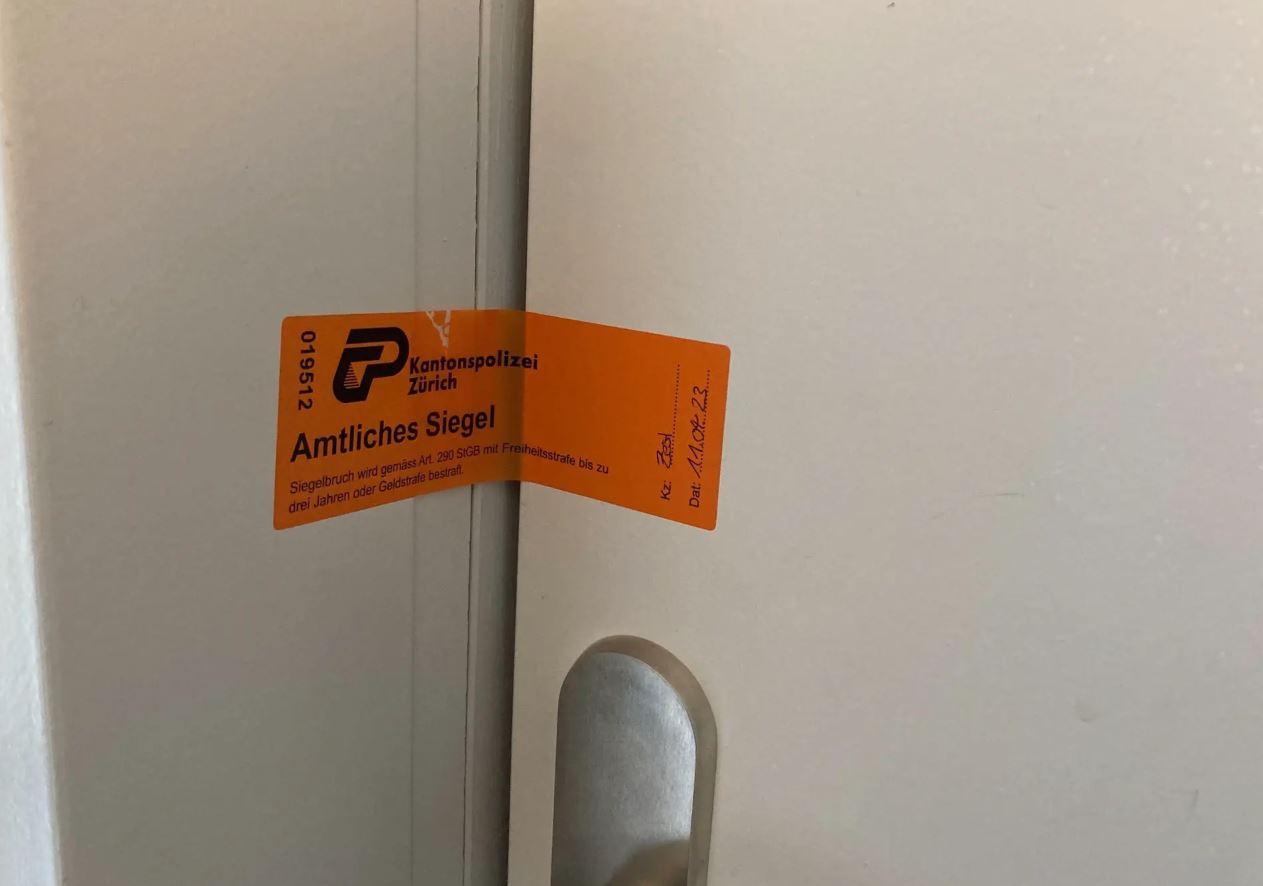 019512
Kantonspolizei
Zürich
Amtliches Siegel
Siegelbruch wird gemäss Art. 290 StGB mit Freiheitsstrafe bis zu
drei Jahren oder Geldstrafe bestraft.
Kz:
Dat: 11.04.23